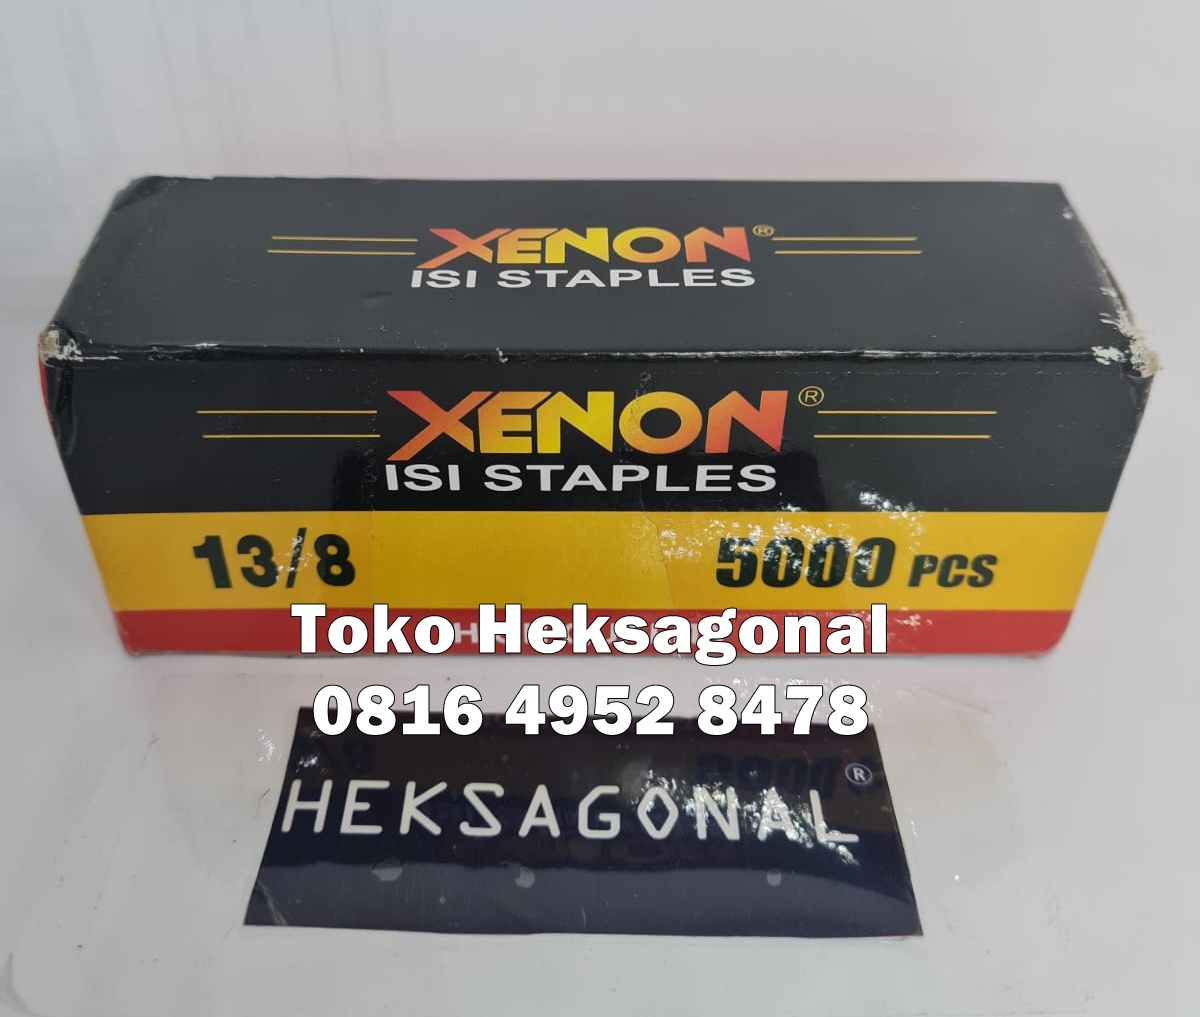 XENON®
ISI STAPLES
XENON®
ISI STAPLES
13/8
5000 PCS
Toko Heksagonal
0816 4952 8478
HEKSAGONAL®